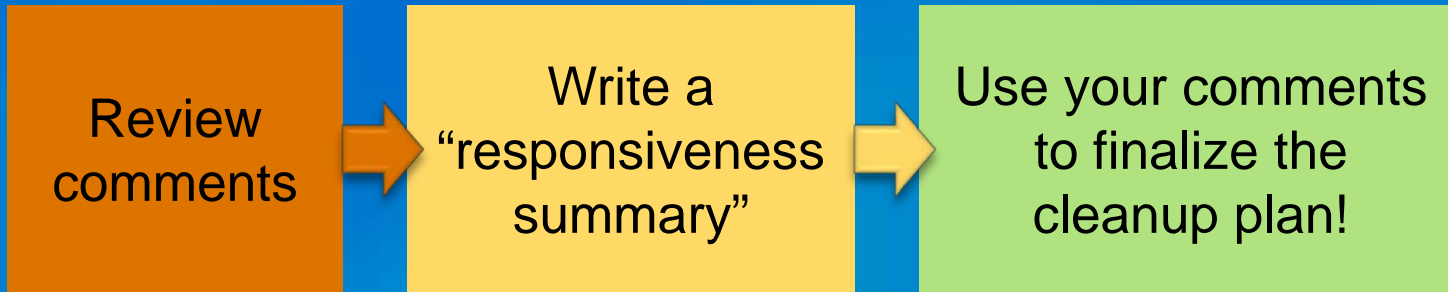 Review
comments
Write a
“responsiveness
summary”
Use your comments
to finalize the
cleanup plan!